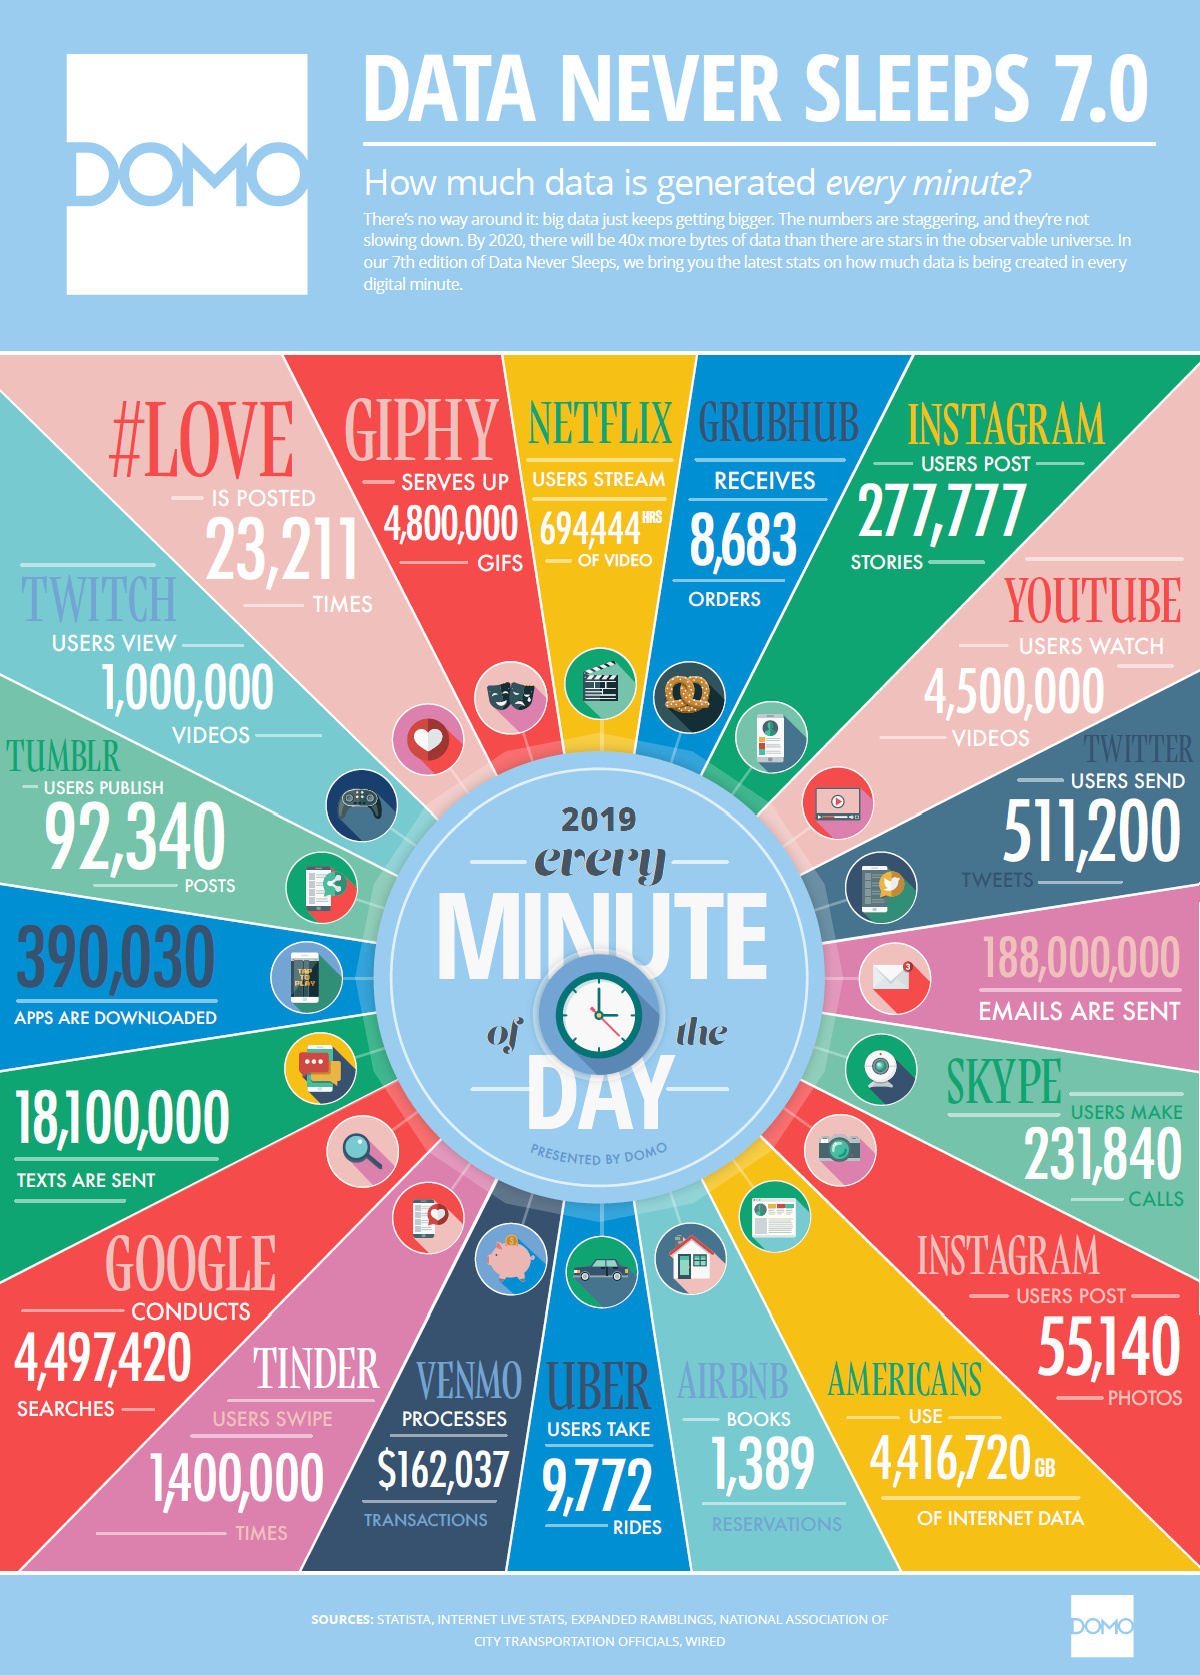 DOMO
DATA NEVER SLEEPS 7.0
How much data is generated every minute?
There's no way around it: big data just keeps getting bigger. The numbers are staggering, and they're not
slowing down. By 2020, there will be 40x more bytes of data than there are stars in the observable universe. In
our 7th edition of Data Never Sleeps, we bring you the latest stats on how much data is being created in every
digital minute.
#LOVE
IS POSTED
23,211
TIMES
GIPHY
SERVES UP
4,800,000
GIFS
NETFLIX
USERS STREAM
694,444 HRS
OF VIDEO
GRUBHUB
RECEIVES
8,683
ORDERS
INSTAGRAM
USERS POST
277,777
STORIES
YOUTUBE
USERS WATCH
4,500,000
VIDEOS
TWITTER
USERS SEND
511,200
TWEETS
188,000,000
EMAILS ARE SENT
3
SKYPE
USERS MAKE
231,840
CALLS
INSTAGRAM
USERS POST
55,140
PHOTOS
AMERICANS
USE
4,416,720 GB
OF INTERNET DATA
AIRBNB
BOOKS
1,389
RESERVATIONS
UBER
USERS TAKE
9,772
RIDES
VENMO
PROCESSES
$162,037
TRANSACTIONS
TINDER
USERS SWIPE
1,400,000
TIMES
GOOGLE
CONDUCTS
4,497,420
SEARCHES
18,100,000
TEXTS ARE SENT
390,030
APPS ARE DOWNLOADED
TAP
TO
PLAY
TUMBLR
USERS PUBLISH
92,340
POSTS
TWITCH
USERS VIEW
1,000,000
VIDEOS
2019
every
MINUTE
of the
DAY
PRESENTED BY DOMO
SOURCES: STATISTA, INTERNET LIVE STATS, EXPANDED RAMBLINGS, NATIONAL ASSOCIATION OF
CITY TRANSPORTATION OFFICIALS, WIRED
DOMO